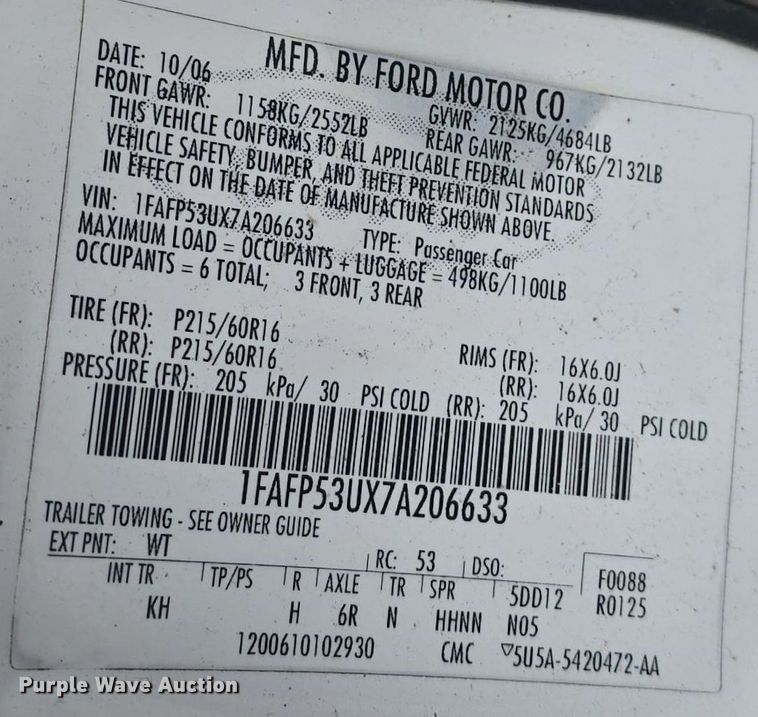 MFD. BY FORD MOTOR CO.
DATE: 10/06 GVWR: 2125KG/4684LB
FRONT GAWR: 1158KG/2552LB REAR GAWR: 967KG/2132LB
THIS VEHICLE CONFORMS TO ALL APPLICABLE FEDERAL MOTOR
VEHICLE SAFETY, BUMPER, AND THEFT PREVENTION STANDARDS
IN EFFECT ON THE DATE OF MANUFACTURE SHOWN ABOVE.
VIN: 1FAFP53UX7A206633 TYPE: Passenger Car
MAXIMUM LOAD = OCCUPANTS + LUGGAGE = 498KG/1100LB
OCCUPANTS = 6 TOTAL; 3 FRONT, 3 REAR
TIRE (FR): P215/60R16 RIMS (FR): 16X6.0J
(RR): P215/60R16 (RR): 16X6.0J
PRESSURE (FR): 205 kPa/ 30 PSI COLD (RR): 205 kPa/ 30 PSI COLD
1FAFP53UX7A206633
TRAILER TOWING - SEE OWNER GUIDE
EXT PNT: WT RC: 53 DSO: F0088
INT TR TP/PS R AXLE TR SPR 5DD12 R0125
KH H 6R N HHNN N05
1200610102930 CMC ▽5U5A-5420472-AA
Purple Wave Auction